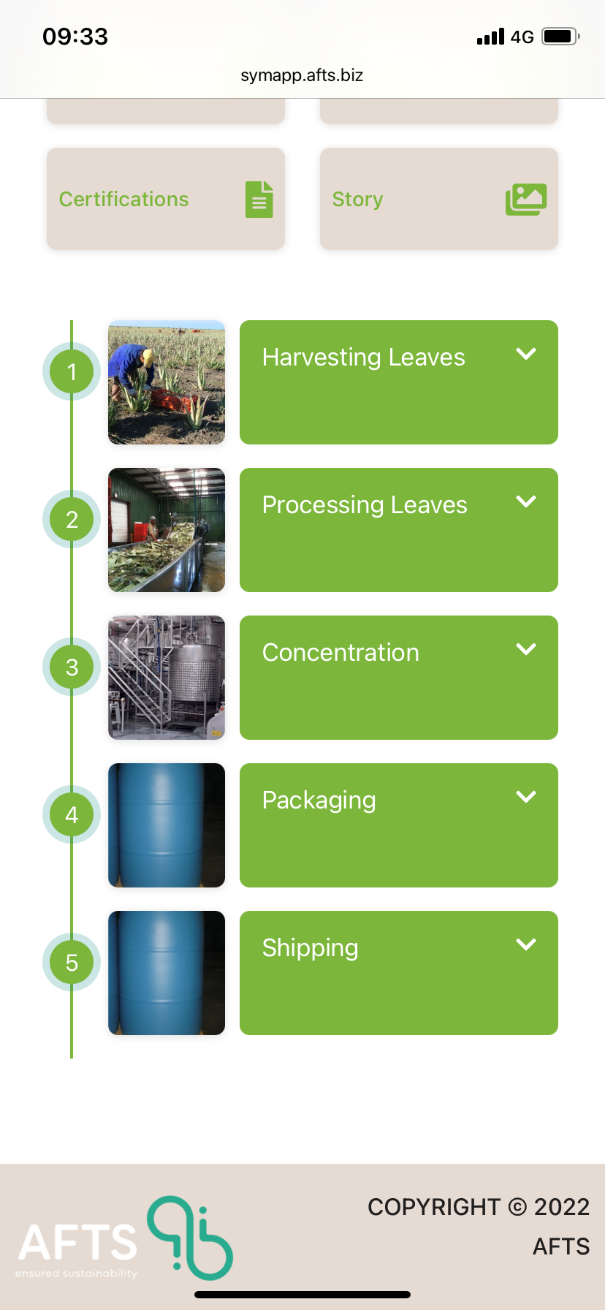 09:33
4G
symapp.afts.biz
Certifications
Story
1
Harvesting Leaves
2
Processing Leaves
3
Concentration
4
Packaging
5
Shipping
COPYRIGHT © 2022
AFTS
AFTS
ensured sustainability